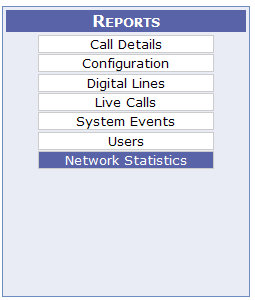 REPORTS
Call Details
Configuration
Digital Lines
Live Calls
System Events
Users
Network Statistics